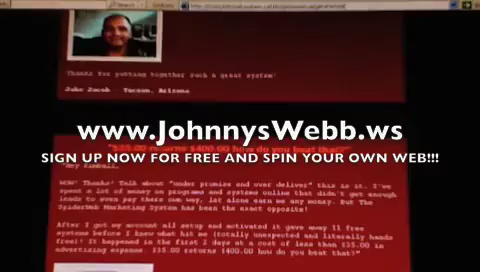 Thanks for putting together such a great system!
Jake Jacob - Tucson, Arizona
www.JohnnysWebb.ws
"$35.00 returns $400.00 how do you beat that?"
SIGN UP NOW FOR FREE AND SPIN YOUR OWN WEB!!!
"Hey Kimball,
WOW! Thanks! Talk about "under promise and over deliver" this is it. I've
spent a lot of money on programs and systems online that didn't get enough
leads to even pay there own way, let alone earn me any money. But The
SpiderWeb Marketing System has been the exact opposite!
After I got my account all setup and activated it gave away 11 free
systems before I knew what hit me (totally unexpected and literally hands
free! It happened in the first 3 days at a cost of less than $35.00 in
advertising expense $35.00 returns $400.00 how do you beat that?"